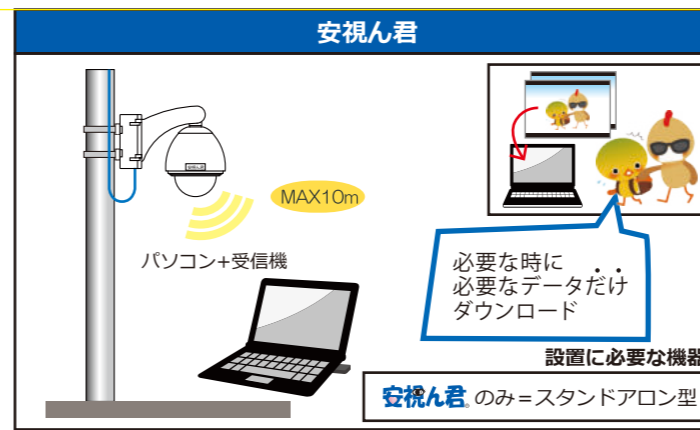 安視ん君
MAX10m
パソコン+受信機
必要な時に
必要なデータだけ
ダウンロード
設置に必要な機器
安視ん君®のみ=スタンドアロン型